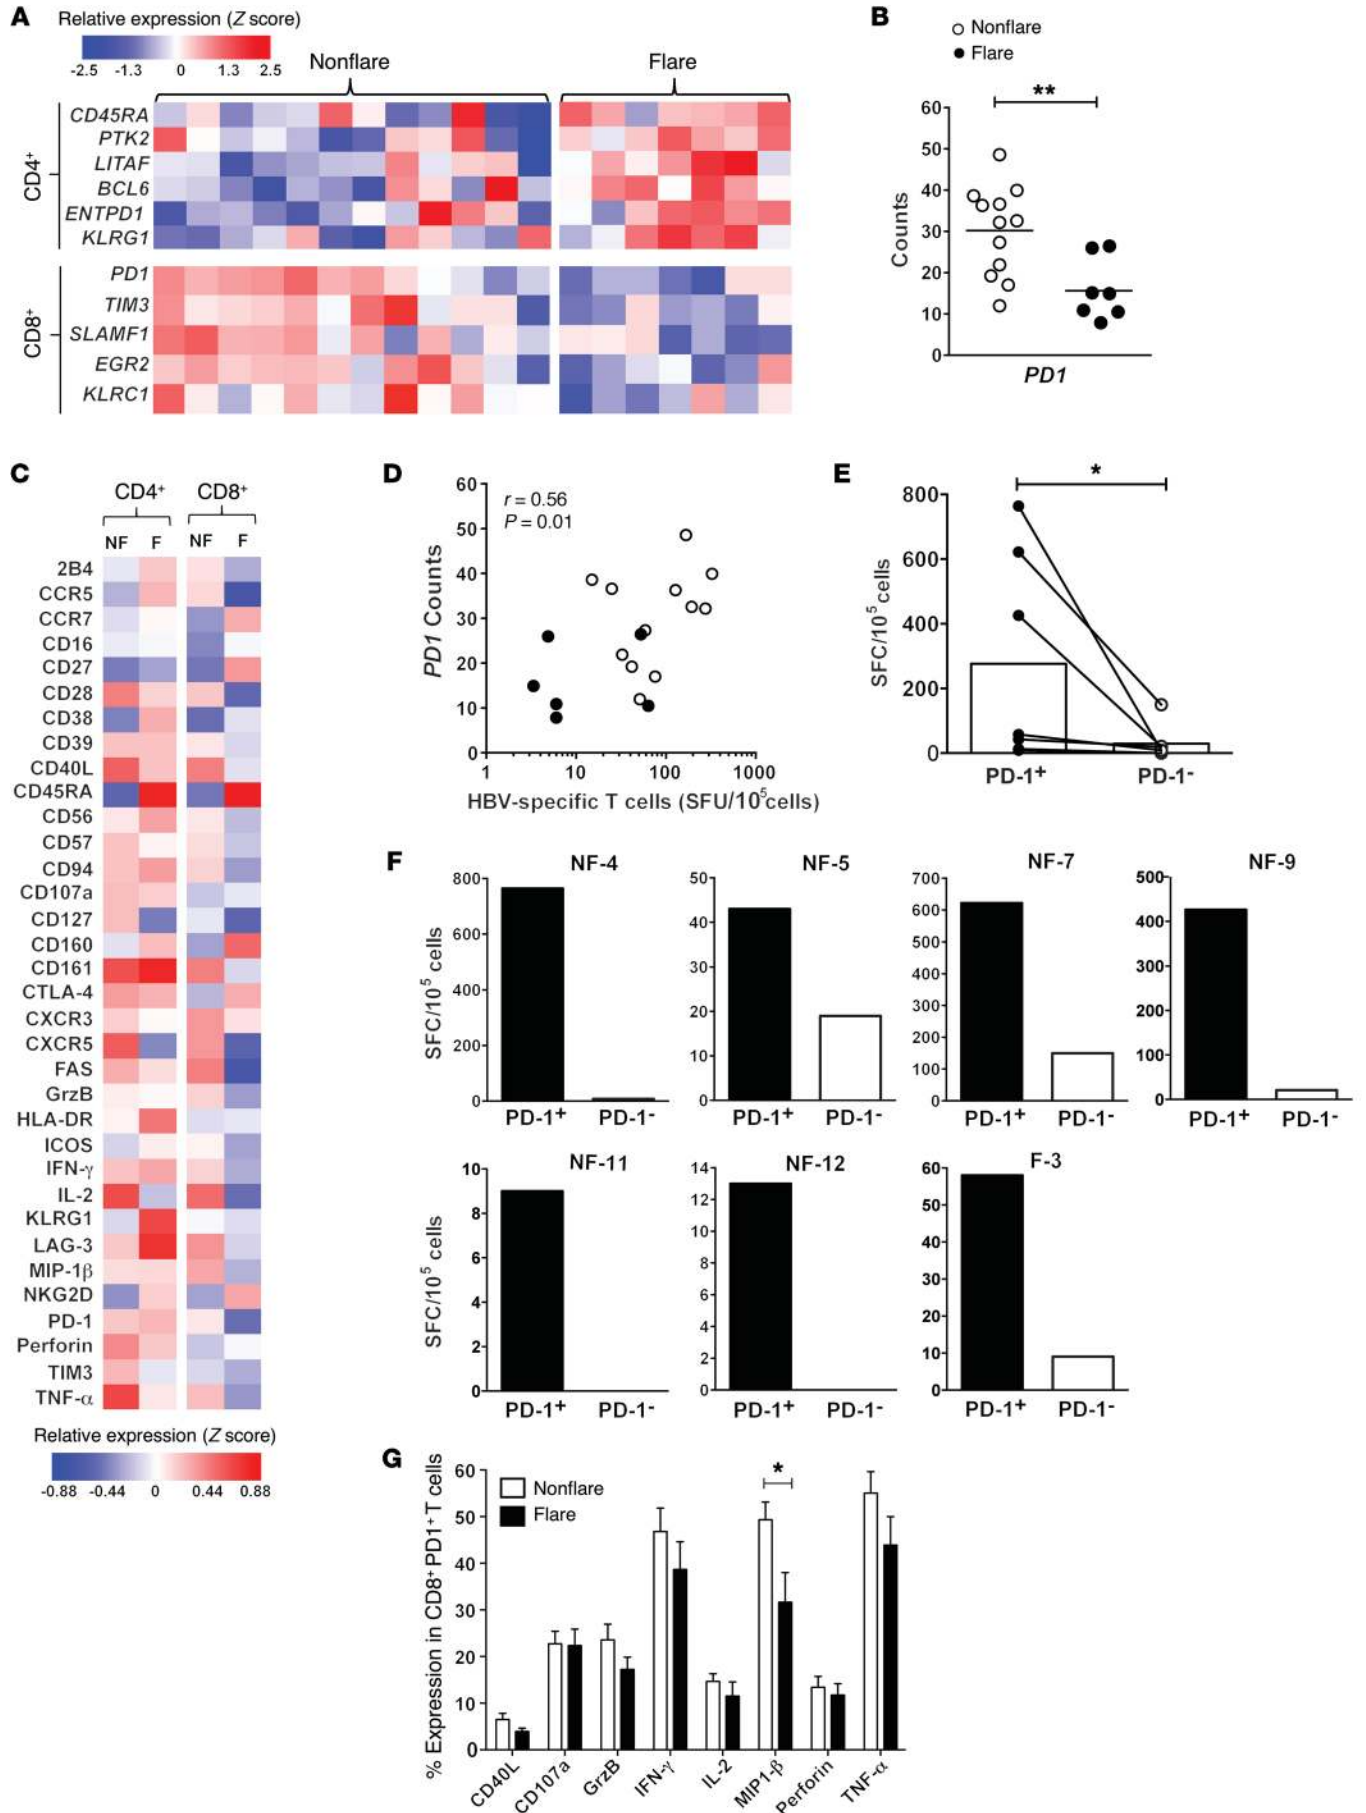 A
Relative expression (Z score)
-2.5 -1.3 0 1.3 2.5
Nonflare
Flare
CD4+
CD45RA
PTK2
LITAF
BCL6
ENTPD1
KLRG1
CD8+
PD1
TIM3
SLAMF1
EGR2
KLRC1
B
Nonflare
Flare
**
Counts
60
50
40
30
20
10
0
PD1
C
CD4+ CD8+
NF F NF F
2B4
CCR5
CCR7
CD16
CD27
CD28
CD38
CD39
CD40L
CD45RA
CD56
CD57
CD94
CD107a
CD127
CD160
CD161
CTLA-4
CXCR3
CXCR5
FAS
GrzB
HLA-DR
ICOS
IFN-γ
IL-2
KLRG1
LAG-3
MIP-1β
NKG2D
PD-1
Perforin
TIM3
TNF-α
Relative expression (Z score)
-0.88 -0.44 0 0.44 0.88
D
r = 0.56
P = 0.01
PD1 Counts
60
50
40
30
20
10
0
1 10 100 1000
HBV-specific T cells (SFU/10^5 cells)
E
*
SFC/10^5 cells
800
600
400
200
0
PD-1+ PD-1-
F
NF-4
SFC/10^5 cells
800
600
400
200
0
PD-1+ PD-1-
NF-5
50
40
30
20
10
0
PD-1+ PD-1-
NF-7
700
600
500
400
300
200
100
0
PD-1+ PD-1-
NF-9
500
400
300
200
100
0
PD-1+ PD-1-
NF-11
SFC/10^5 cells
10
8
6
4
2
0
PD-1+ PD-1-
NF-12
14
12
10
8
6
4
2
0
PD-1+ PD-1-
F-3
60
50
40
30
20
10
0
PD-1+ PD-1-
G
Nonflare
Flare
*
% Expression in CD8+ PD1+ T cells
60
50
40
30
20
10
0
CD40L CD107a GrzB IFN-γ IL-2 MIP1-β Perforin TNF-α